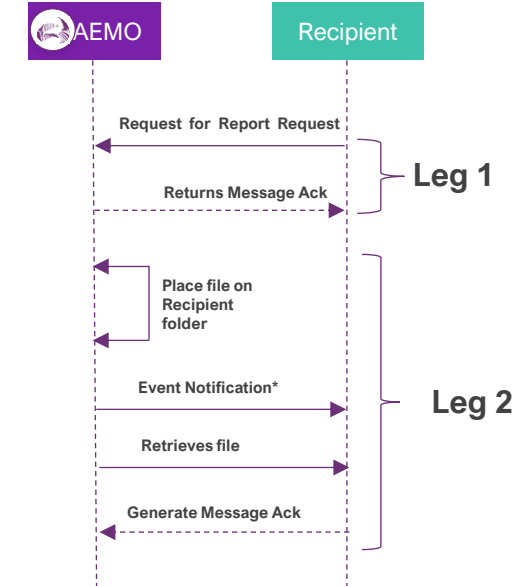 AEMO
Recipient
Request for Report Request
Leg 1
Returns Message Ack
Place file on
Recipient
folder
Event Notification*
Leg 2
Retrieves file
Generate Message Ack